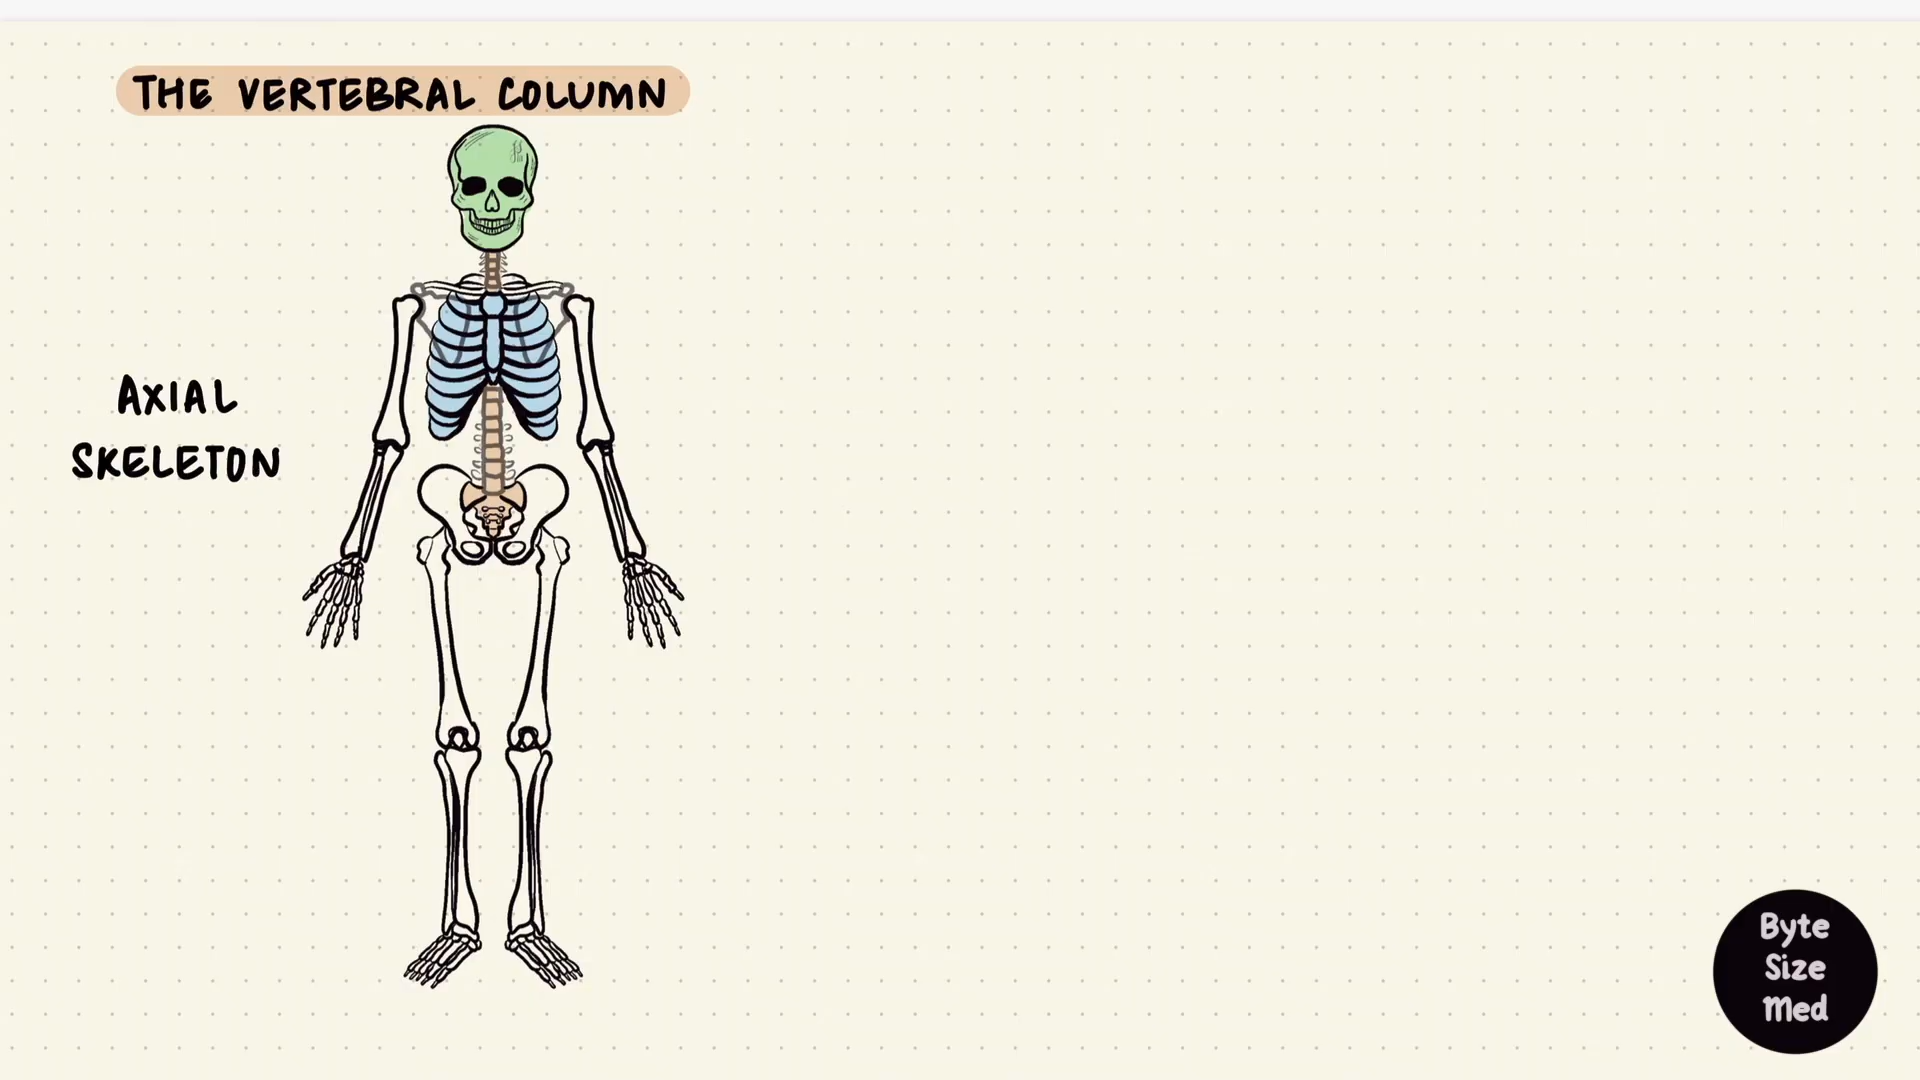 THE VERTEBRAL COLUMN
AXIAL
SKELETON
Byte
Size
Med